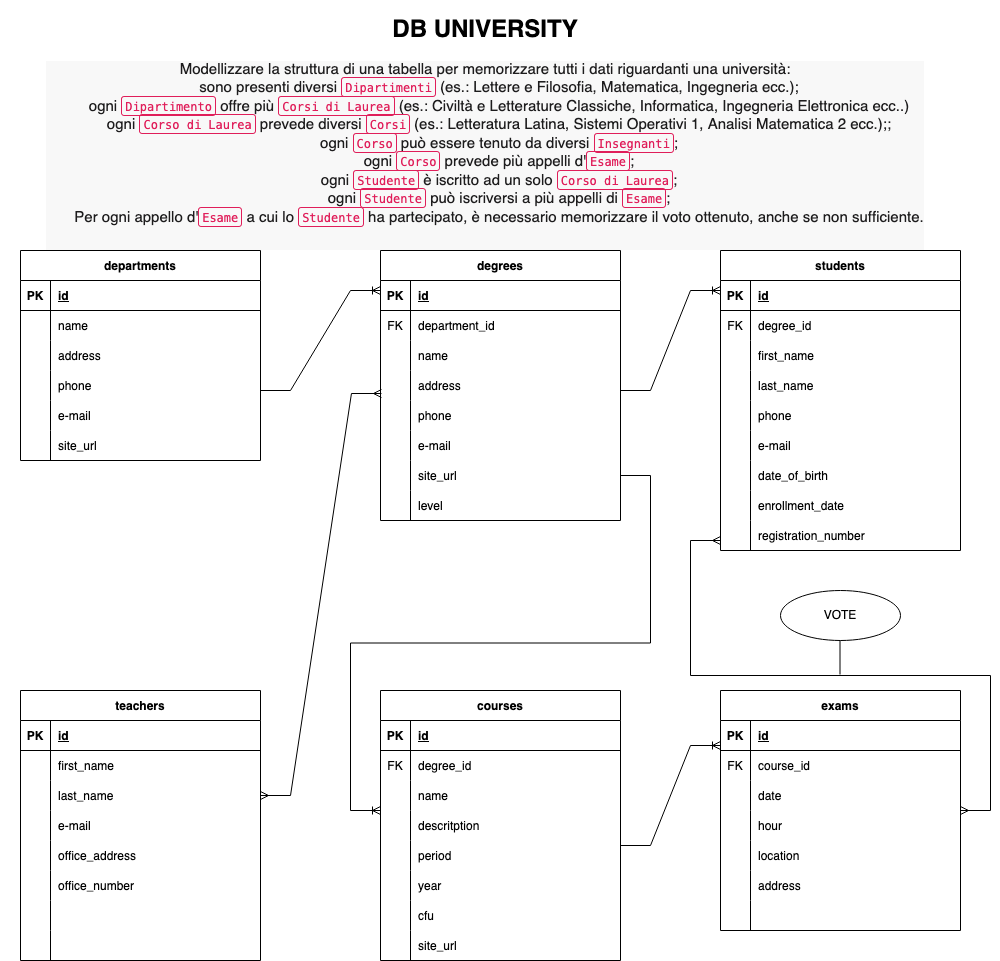 DB UNIVERSITY
Modellizzare la struttura di una tabella per memorizzare tutti i dati riguardanti una università:
sono presenti diversi Dipartimenti (es.: Lettere e Filosofia, Matematica, Ingegneria ecc.);
ogni Dipartimento offre più Corsi di Laurea (es.: Civiltà e Letterature Classiche, Informatica, Ingegneria Elettronica ecc..)
ogni Corso di Laurea prevede diversi Corsi (es.: Letteratura Latina, Sistemi Operativi 1, Analisi Matematica 2 ecc.);;
ogni Corso può essere tenuto da diversi Insegnanti;
ogni Corso prevede più appelli d'Esame;
ogni Studente è iscritto ad un solo Corso di Laurea;
ogni Studente può iscriversi a più appelli di Esame;
Per ogni appello d'Esame a cui lo Studente ha partecipato, è necessario memorizzare il voto ottenuto, anche se non sufficiente.
departments
PK id
name
address
phone
e-mail
site_url
degrees
PK id
FK department_id
name
address
phone
e-mail
site_url
level
students
PK id
FK degree_id
first_name
last_name
phone
e-mail
date_of_birth
enrollment_date
registration_number
VOTE
teachers
PK id
first_name
last_name
e-mail
office_address
office_number
courses
PK id
FK degree_id
name
descritption
period
year
cfu
site_url
exams
PK id
FK course_id
date
hour
location
address